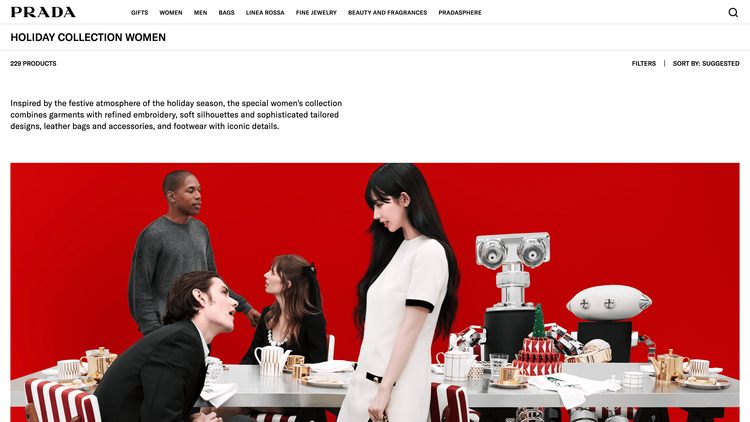 PRADA
GIFTS WOMEN MEN BAGS LINEA ROSSA FINE JEWELRY BEAUTY AND FRAGRANCES PRADASPHERE
HOLIDAY COLLECTION WOMEN
229 PRODUCTS
FILTERS | SORT BY: SUGGESTED
Inspired by the festive atmosphere of the holiday season, the special women's collection
combines garments with refined embroidery, soft silhouettes and sophisticated tailored
designs, leather bags and accessories, and footwear with iconic details.